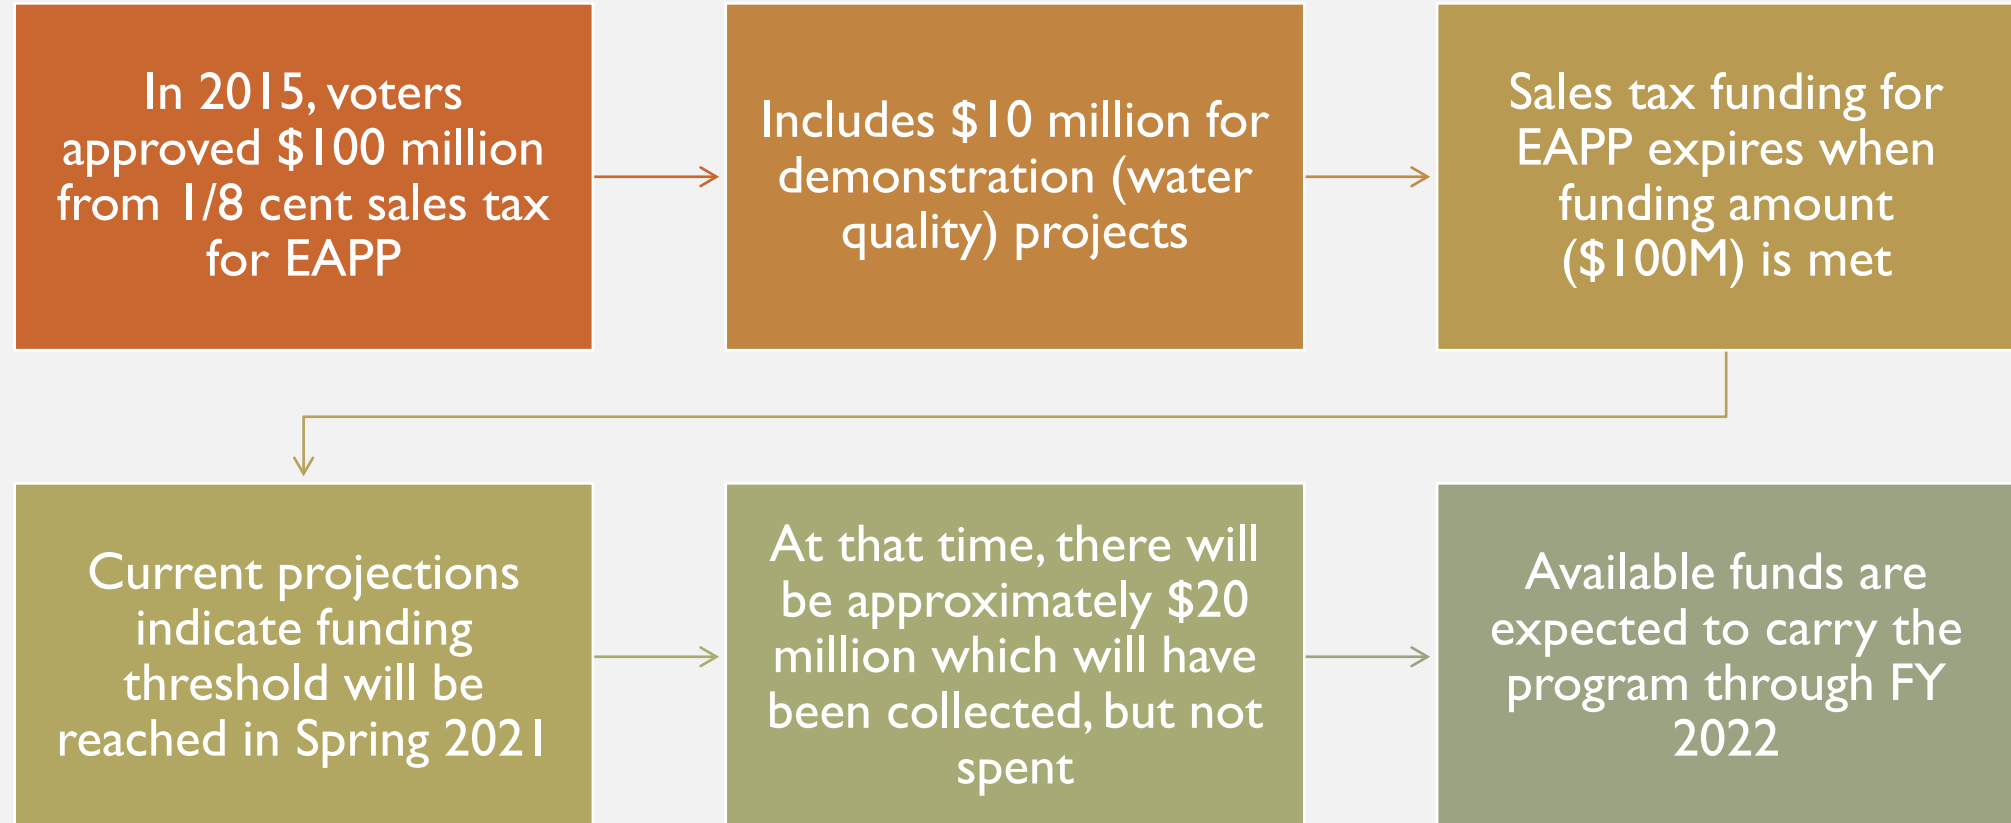 In 2015, voters
approved $100 million
from 1/8 cent sales tax
for EAPP
Includes $10 million for
demonstration (water
quality) projects
Sales tax funding for
EAPP expires when
funding amount
($100M) is met
Current projections
indicate funding
threshold will be
reached in Spring 2021
At that time, there will
be approximately $20
million which will have
been collected, but not
spent
Available funds are
expected to carry the
program through FY
2022